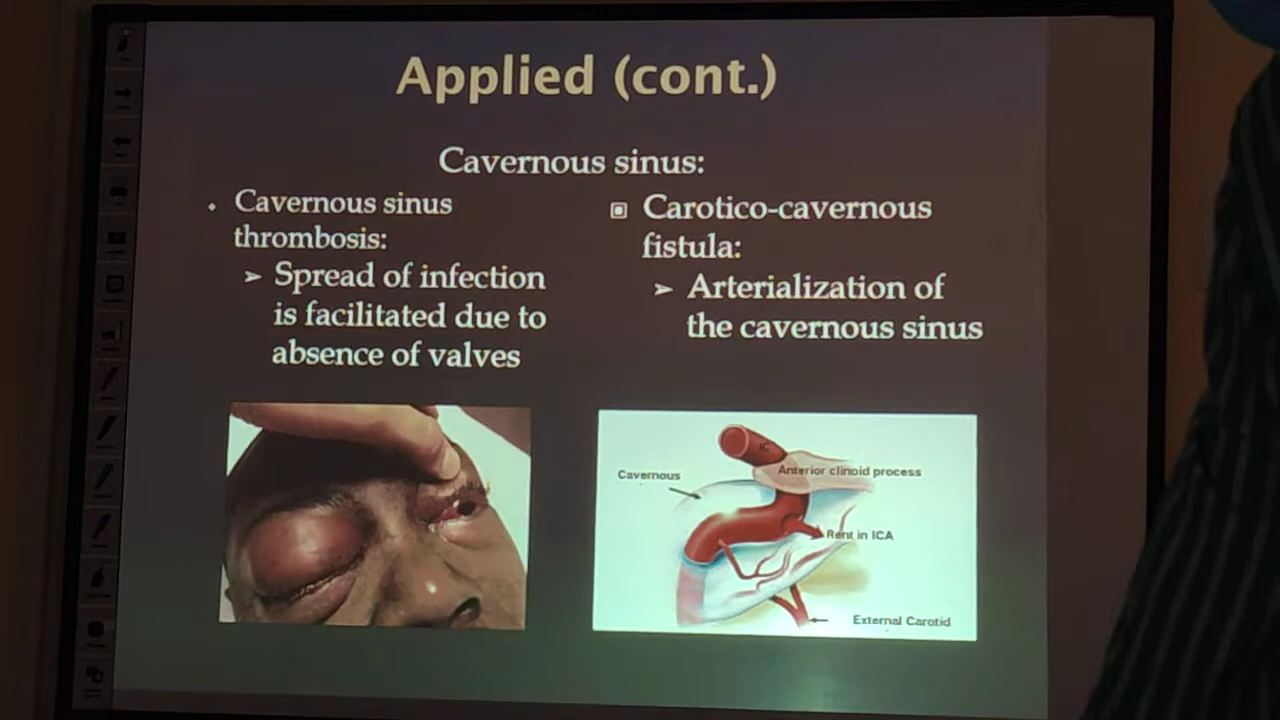 Applied (cont.)
Cavernous sinus:
Cavernous sinus
thrombosis:
➢ Spread of infection
is facilitated due to
absence of valves
Carotico-cavernous
fistula:
➢ Arterialization of
the cavernous sinus
IC
Cavernous
Anterior clinoid process
Rent in ICA
External Carotid